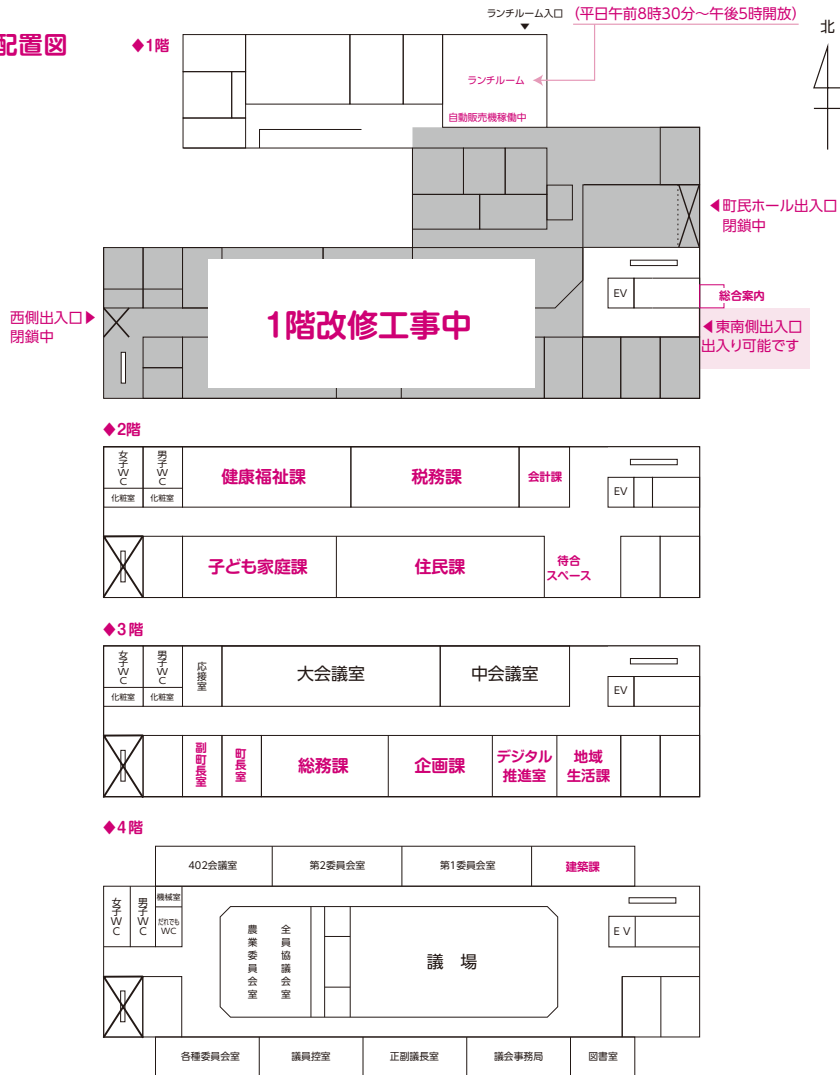 配置図
◆1階
ランチルーム入口
(平日午前8時30分～午後5時開放)
北
ランチルーム
自動販売機稼働中
町民ホール出入口
閉鎖中
EV
総合案内
西側出入口
閉鎖中
1階改修工事中
東南側出入口
出入り可能です
◆2階
女子WC
男子WC
化粧室
化粧室
健康福祉課
税務課
会計課
EV
子ども家庭課
住民課
待合
スペース
◆3階
女子WC
男子WC
化粧室
化粧室
応接室
大会議室
中会議室
EV
副町長室
町長室
総務課
企画課
デジタル
推進室
地域
生活課
◆4階
402会議室
第2委員会室
第1委員会室
建築課
女子WC
男子WC
機械室
だれでも
WC
農業委員会室
全員協議会室
議場
EV
各種委員会室
議員控室
正副議長室
議会事務局
図書室